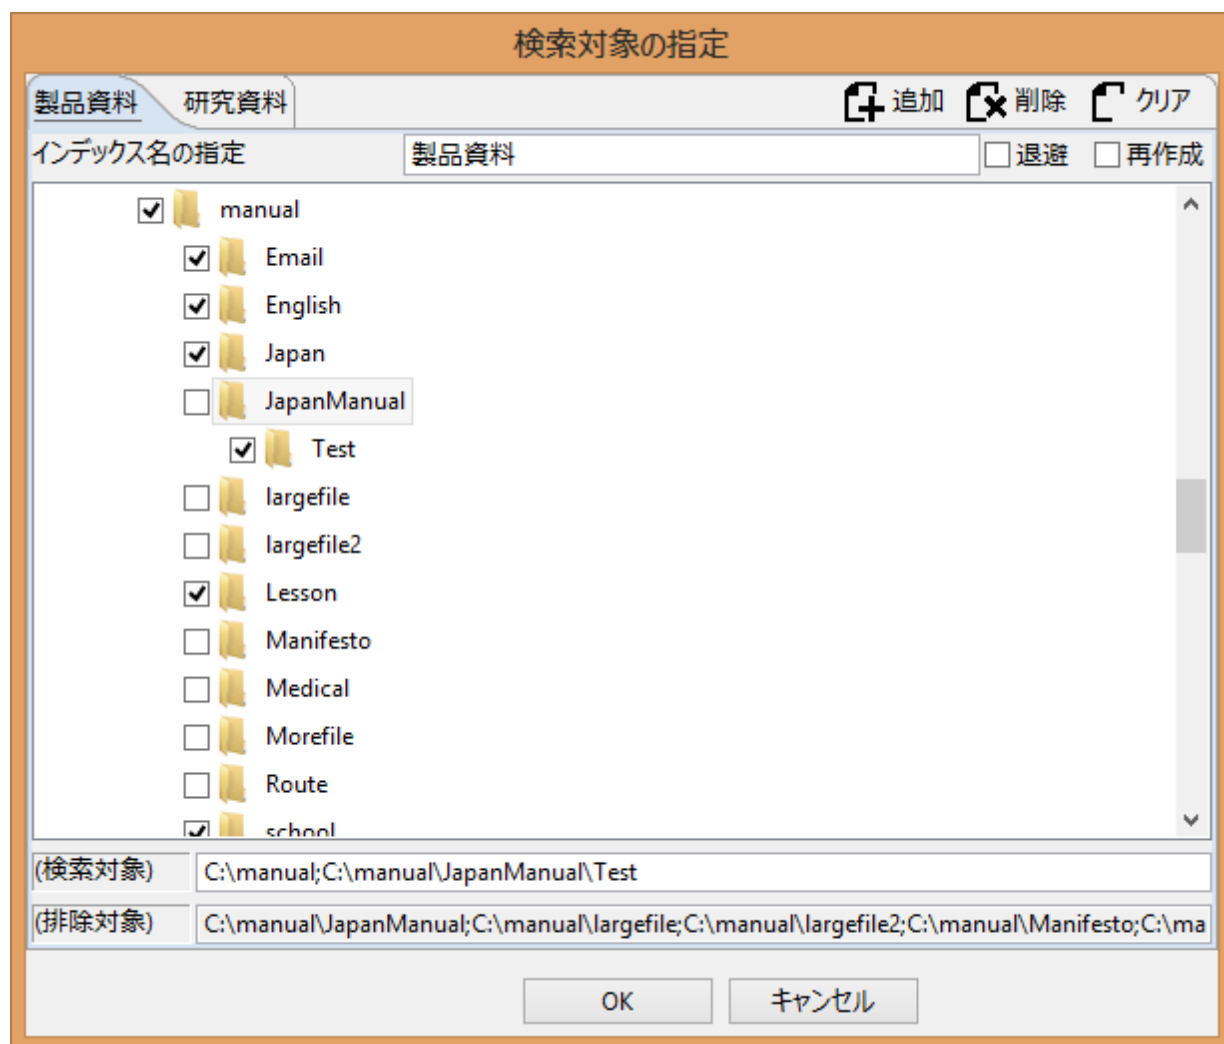 検索対象の指定
製品資料 研究資料 追加 削除 クリア
インデックス名の指定 製品資料 退避 再作成
manual
Email
English
Japan
JapanManual
Test
largefile
largefile2
Lesson
Manifesto
Medical
Morefile
Route
school
(検索対象) C:\manual;C:\manual\JapanManual\Test
(排除対象) C:\manual\JapanManual;C:\manual\largefile;C:\manual\largefile2;C:\manual\Manifesto;C:\ma
OK キャンセル